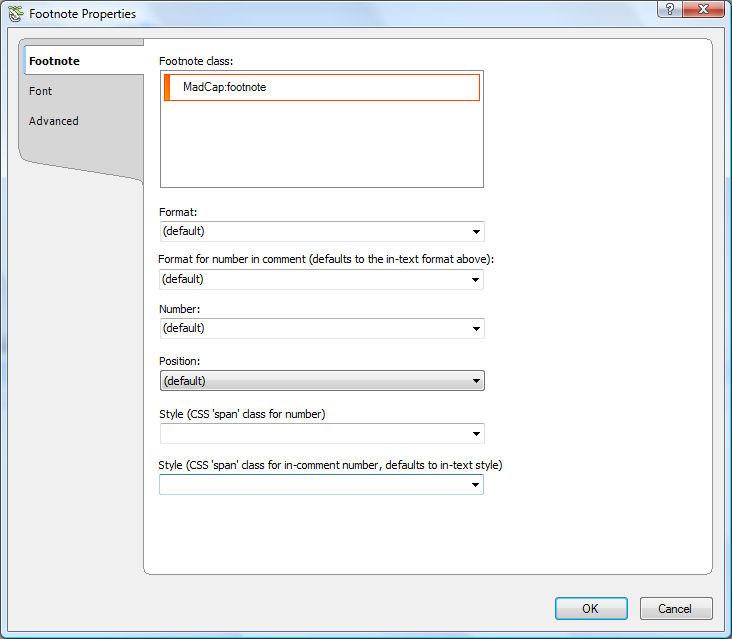 Footnote Properties
?
Footnote
Font
Advanced
Footnote class:
MadCap:footnote
Format:
(default)
Format for number in comment (defaults to the in-text format above):
(default)
Number:
(default)
Position:
(default)
Style (CSS 'span' class for number)
Style (CSS 'span' class for in-comment number, defaults to in-text style)
OK
Cancel